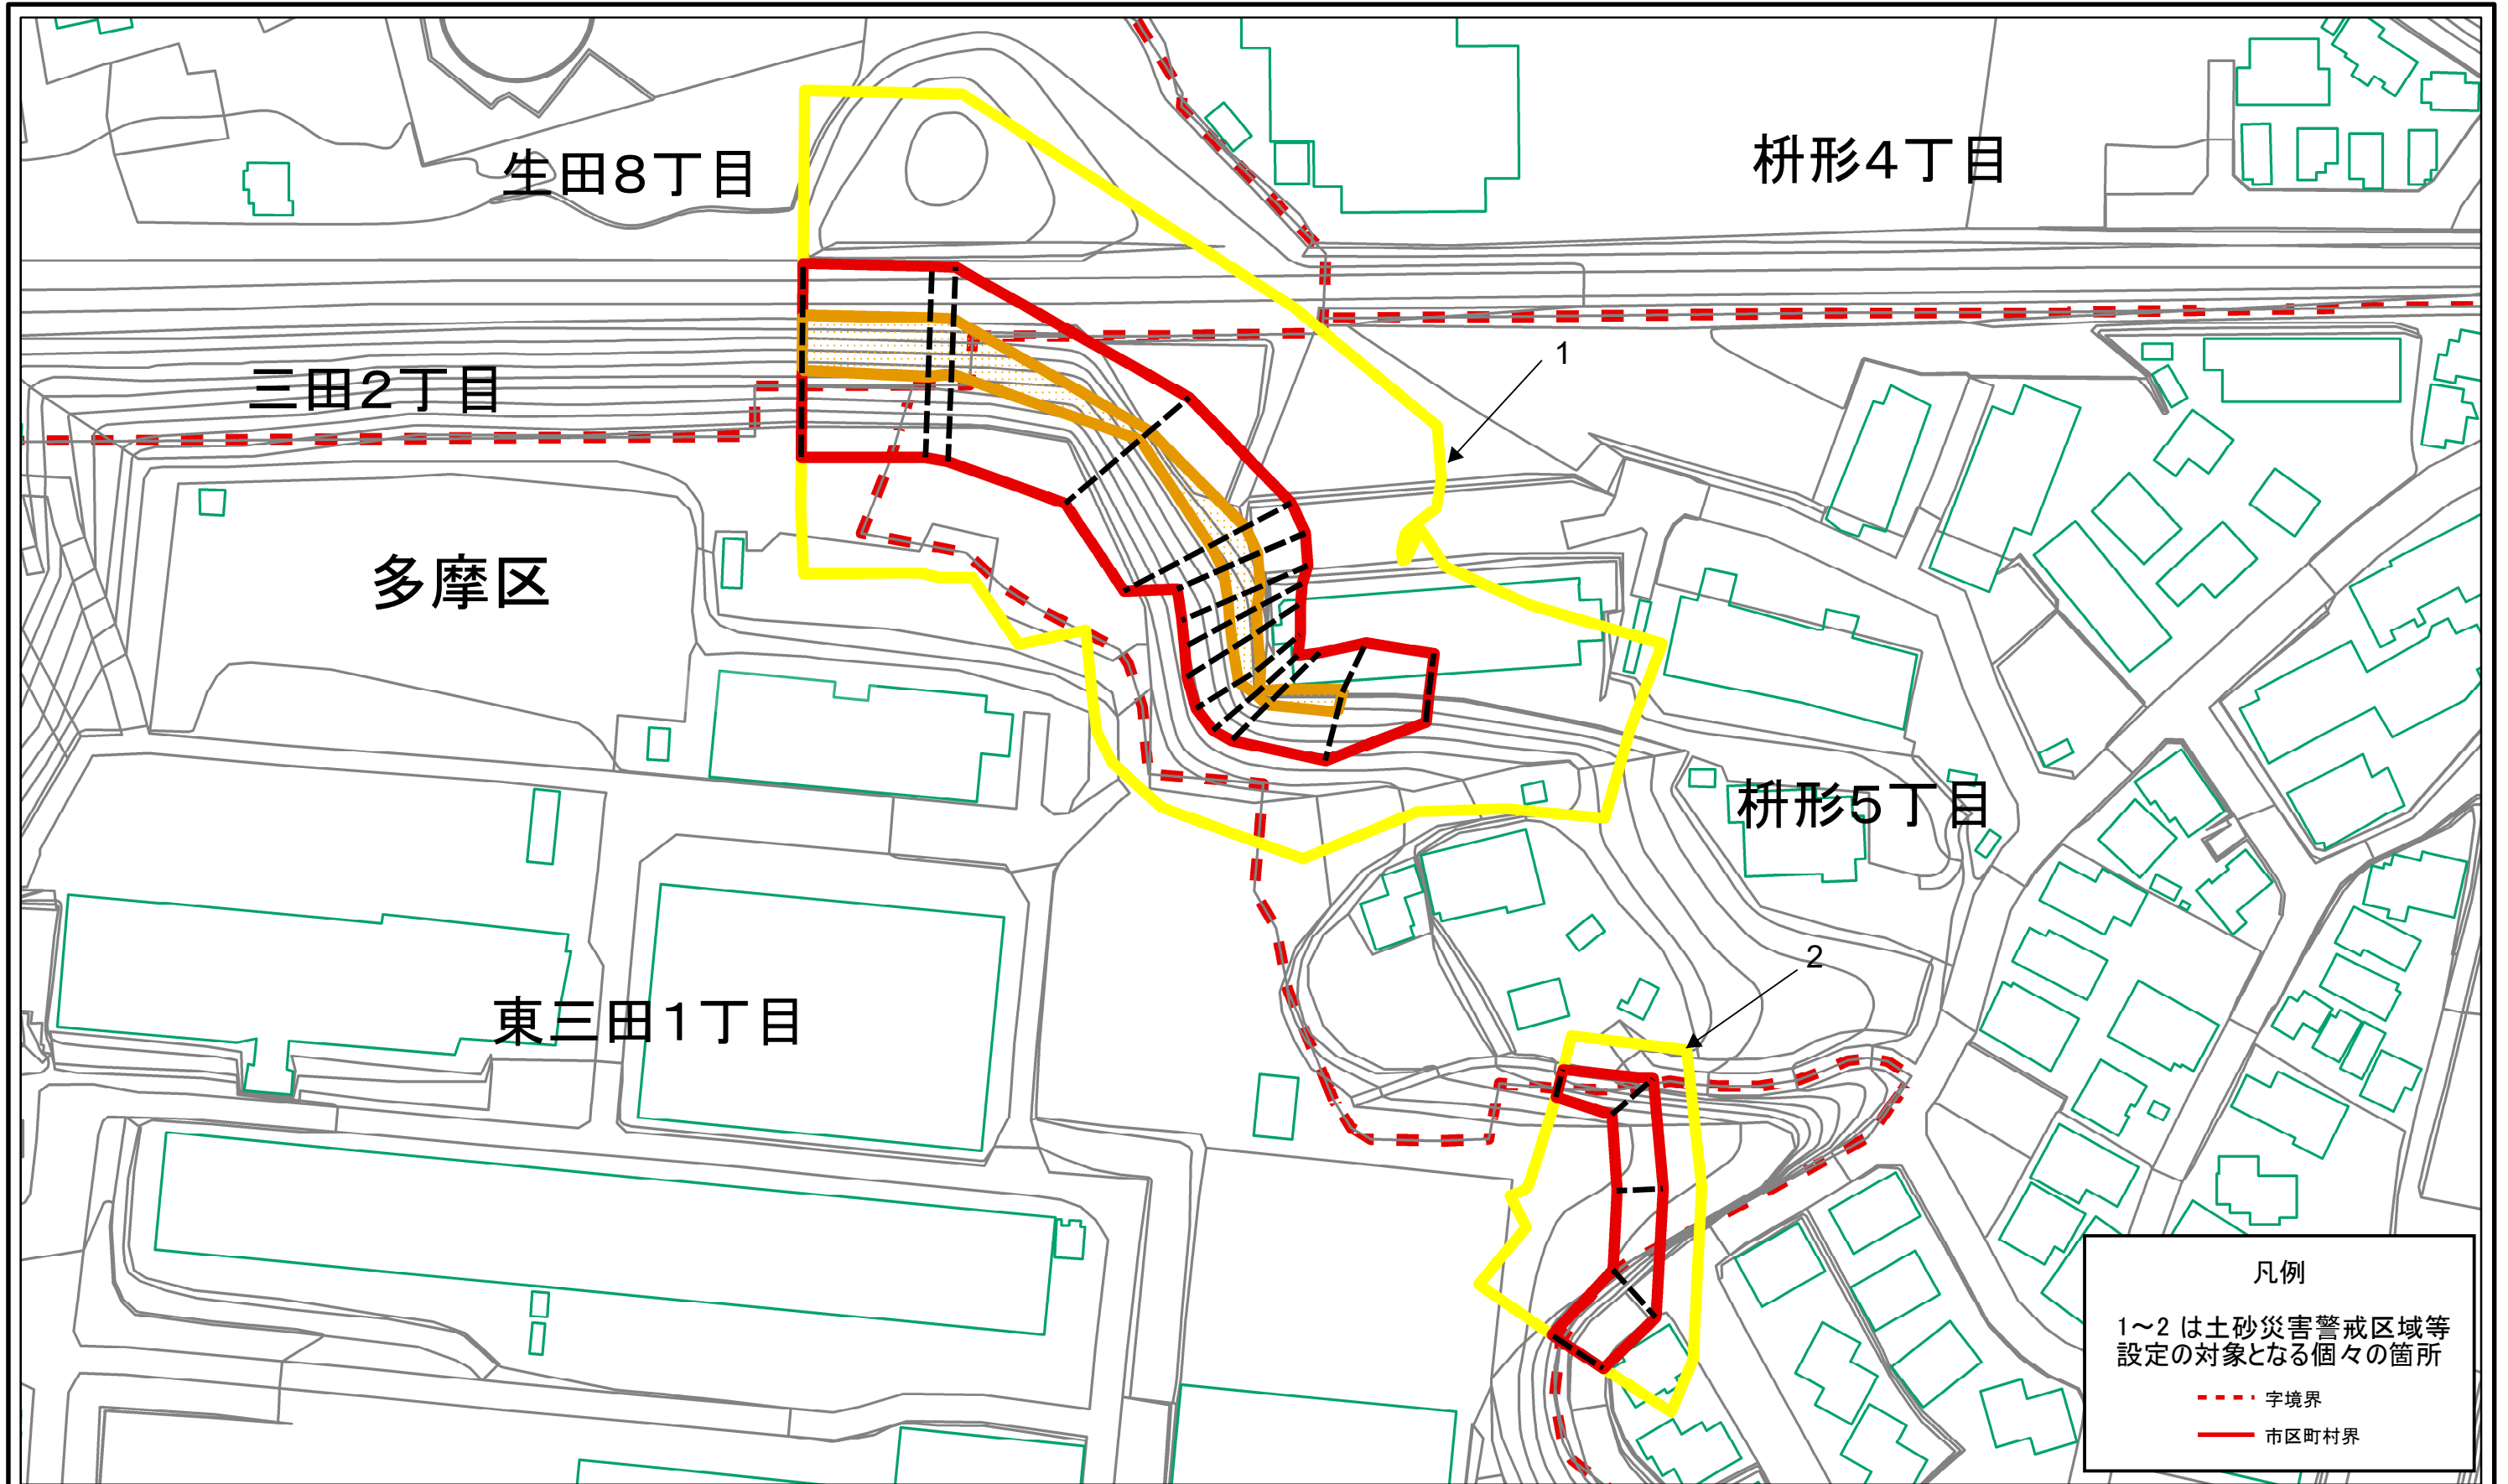 生田8丁目
枡形4丁目
1
三田2丁目
多摩区
枡形5丁目
2
東三田1丁目
凡例
1～2 は土砂災害警戒区域等
設定の対象となる個々の箇所
字境界
市区町村界